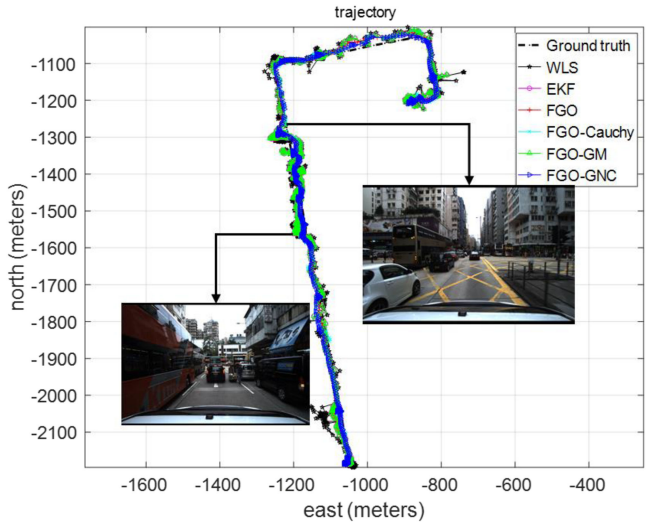 trajectory
Ground truth
WLS
EKF
FGO
FGO-Cauchy
FGO-GM
FGO-GNC
-1100
-1200
-1300
-1400
-1500
-1600
-1700
-1800
-1900
-2000
-2100
north (meters)
-1600
-1400
-1200
-1000
-800
-600
-400
east (meters)